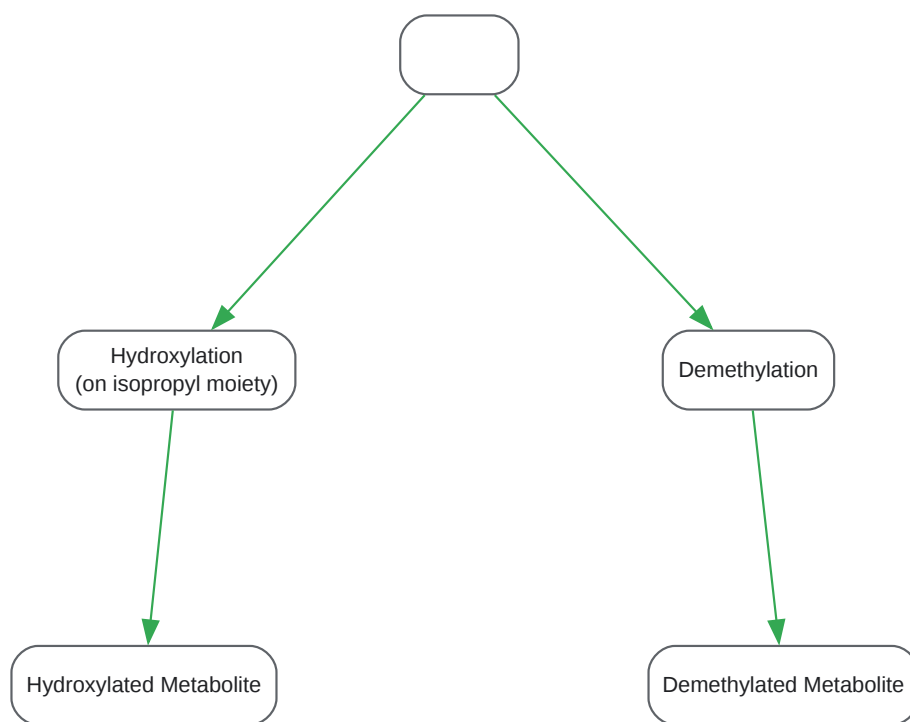 Hydroxylation
(on isopropyl moiety)
Demethylation
Hydroxylated Metabolite
Demethylated Metabolite